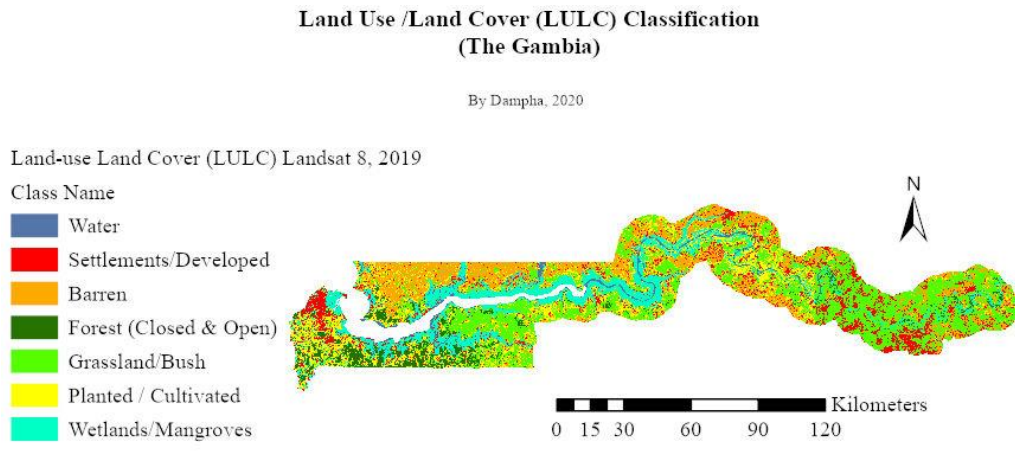 Land Use /Land Cover (LULC) Classification
(The Gambia)
By Dampha, 2020
Land-use Land Cover (LULC) Landsat 8, 2019
Class Name
Water
Settlements/Developed
Barren
Forest (Closed & Open)
Grassland/Bush
Planted / Cultivated
Wetlands/Mangroves
N
Kilometers
0 15 30 60 90 120